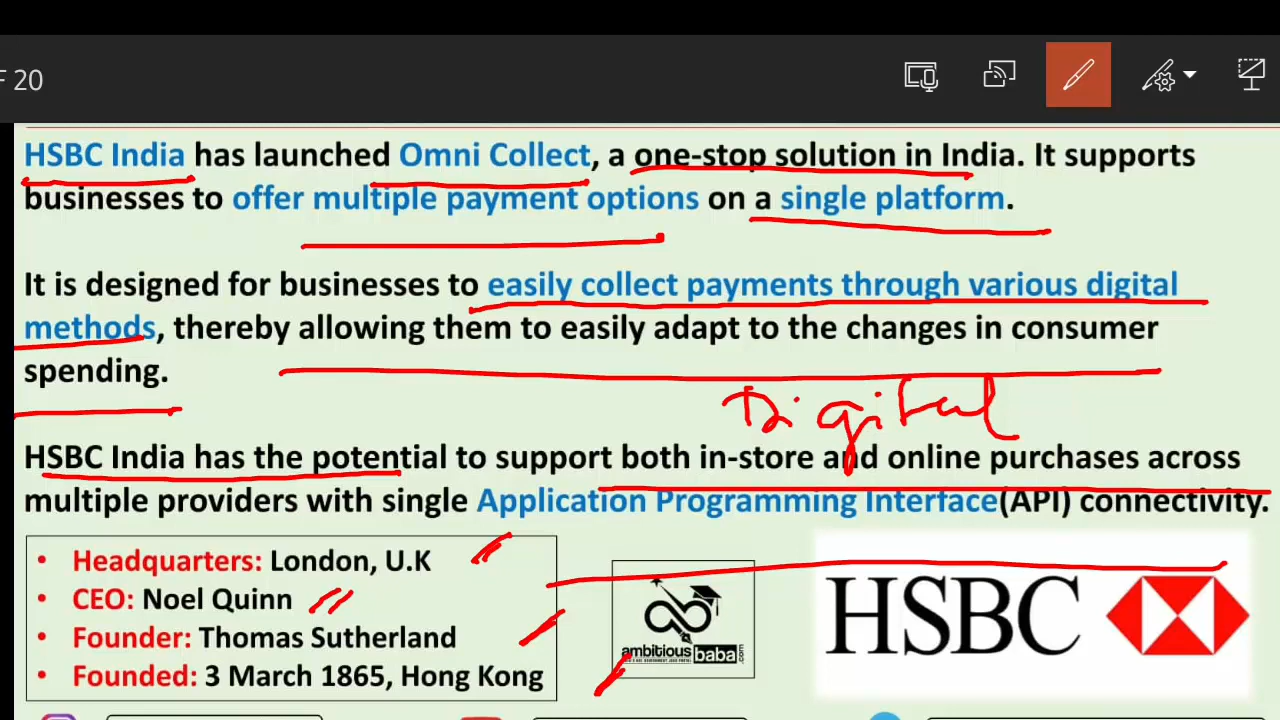 F 20
HSBC India has launched Omni Collect, a one-stop solution in India. It supports
businesses to offer multiple payment options on a single platform.
It is designed for businesses to easily collect payments through various digital
methods, thereby allowing them to easily adapt to the changes in consumer
spending.
Digital
HSBC India has the potential to support both in-store and online purchases across
multiple providers with single Application Programming Interface(API) connectivity.
• Headquarters: London, U.K
• CEO: Noel Quinn
• Founder: Thomas Sutherland
• Founded: 3 March 1865, Hong Kong
ambitiousbaba.com
HSBC